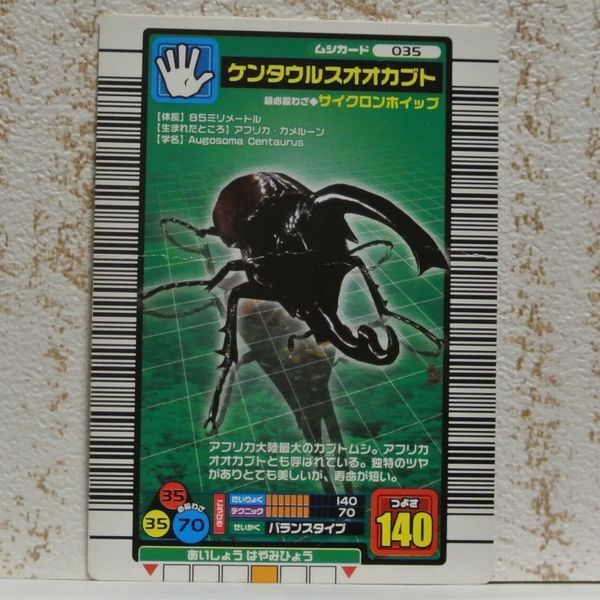 ムシカード 035
ケンタウルスオオカブト
超必殺わざ◆サイクロンホイップ
【体長】85ミリメートル
【生まれたところ】アフリカ・カメルーン
【学名】Augosoma Centaurus
アフリカ大陸最大のカブトムシ。アフリカ
オオカブトとも呼ばれている。独特のツヤ
がありとても美しいが、寿命が短い。
35
必殺わざ
35 70
たいりょく 140
テクニック 70
せいかく バランスタイプ
つよさ
140
あいしょう はやみひょう